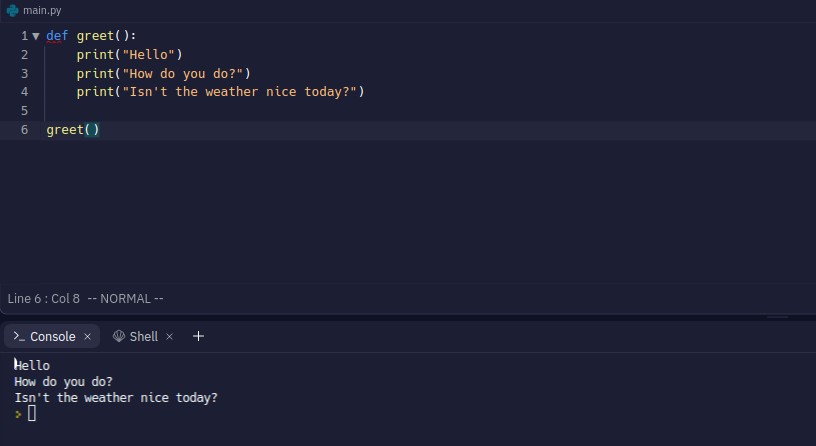 main.py
1 def greet():
2     print("Hello")
3     print("How do you do?")
4     print("Isn't the weather nice today?")
5
6 greet()
Line 6 : Col 8  -- NORMAL --
>_ Console × Shell × +
Hello
How do you do?
Isn't the weather nice today?
>